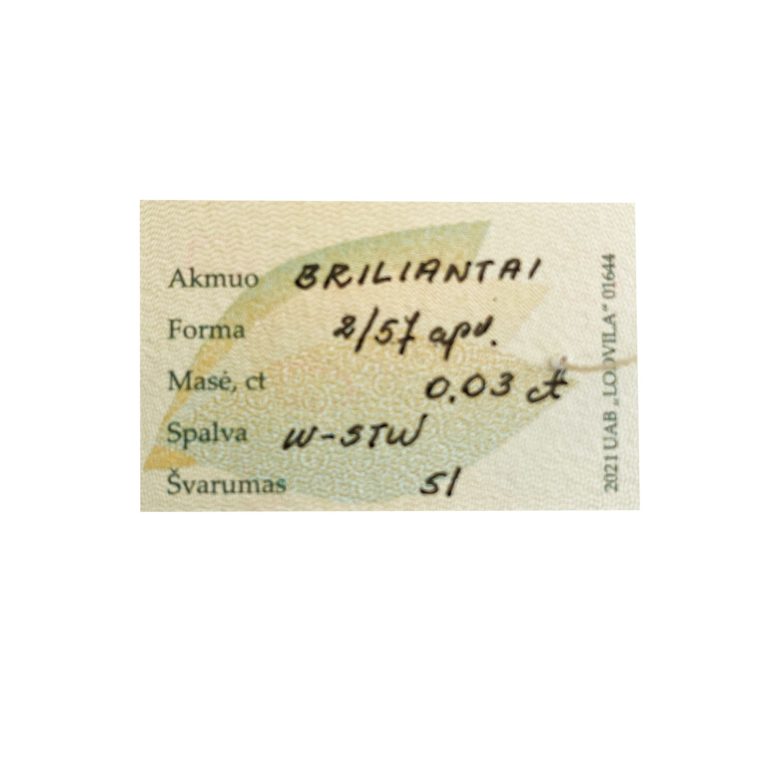 Akmuo BRILIANTAI
Forma 2/57 apv.
Masė, ct 0.03 ct
Spalva W-STW
Švarumas SI
2021 UAB „LODVILA“ 01644